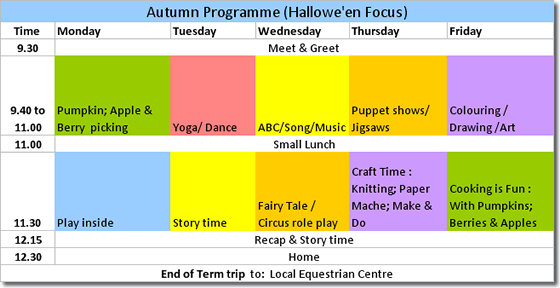 Autumn Programme (Hallowe'en Focus)
Time Monday Tuesday Wednesday Thursday Friday
9.30 Meet & Greet
Pumpkin; Apple & Puppet shows/ Colouring /
9.40 to
11.00 Berry picking Yoga/ Dance ABC/Song/Music Jigsaws Drawing /Art
11.00 Small Lunch
Craft Time :
Knitting; Paper Cooking is Fun :
Fairy Tale / Mache; Make & With Pumpkins;
11.30 Play inside Story time Circus role play Do Berries & Apples
12.15 Recap & Story time
12.30 Home
End of Term trip to: Local Equestrian Centre